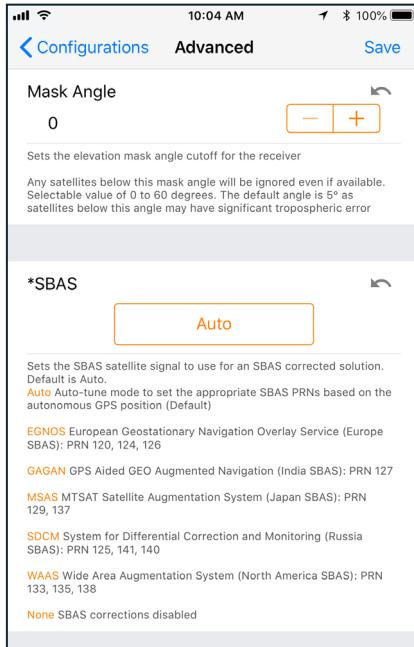 10:04 AM 100%
Configurations Advanced Save
Mask Angle
0 — +
Sets the elevation mask angle cutoff for the receiver
Any satellites below this mask angle will be ignored even if available.
Selectable value of 0 to 60 degrees. The default angle is 5° as
satellites below this angle may have significant tropospheric error
*SBAS
Auto
Sets the SBAS satellite signal to use for an SBAS corrected solution.
Default is Auto.
Auto Auto-tune mode to set the appropriate SBAS PRNs based on the
autonomous GPS position (Default)
EGNOS European Geostationary Navigation Overlay Service (Europe
SBAS): PRN 120, 124, 126
GAGAN GPS Aided GEO Augmented Navigation (India SBAS): PRN 127
MSAS MTSAT Satellite Augmentation System (Japan SBAS): PRN
129, 137
SDCM System for Differential Correction and Monitoring (Russia
SBAS): PRN 125, 141, 140
WAAS Wide Area Augmentation System (North America SBAS): PRN
133, 135, 138
None SBAS corrections disabled